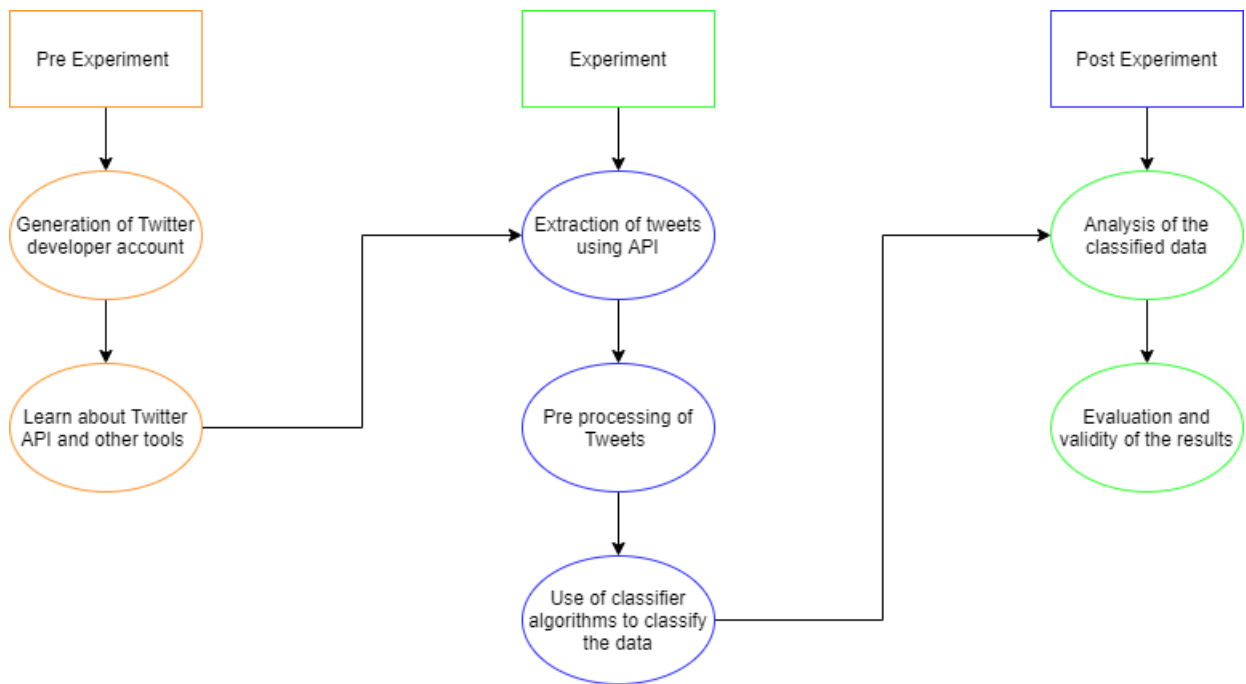 Pre Experiment
Generation of Twitter
developer account
Learn about Twitter
API and other tools
Experiment
Extraction of tweets
using API
Pre processing of
Tweets
Use of classifier
algorithms to classify
the data
Post Experiment
Analysis of the
classified data
Evaluation and
validity of the results